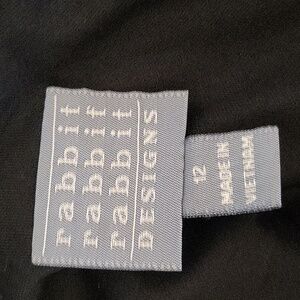 rabbit
rabbit
rabbit
DESIGNS
12
MADE IN
VIETNAM